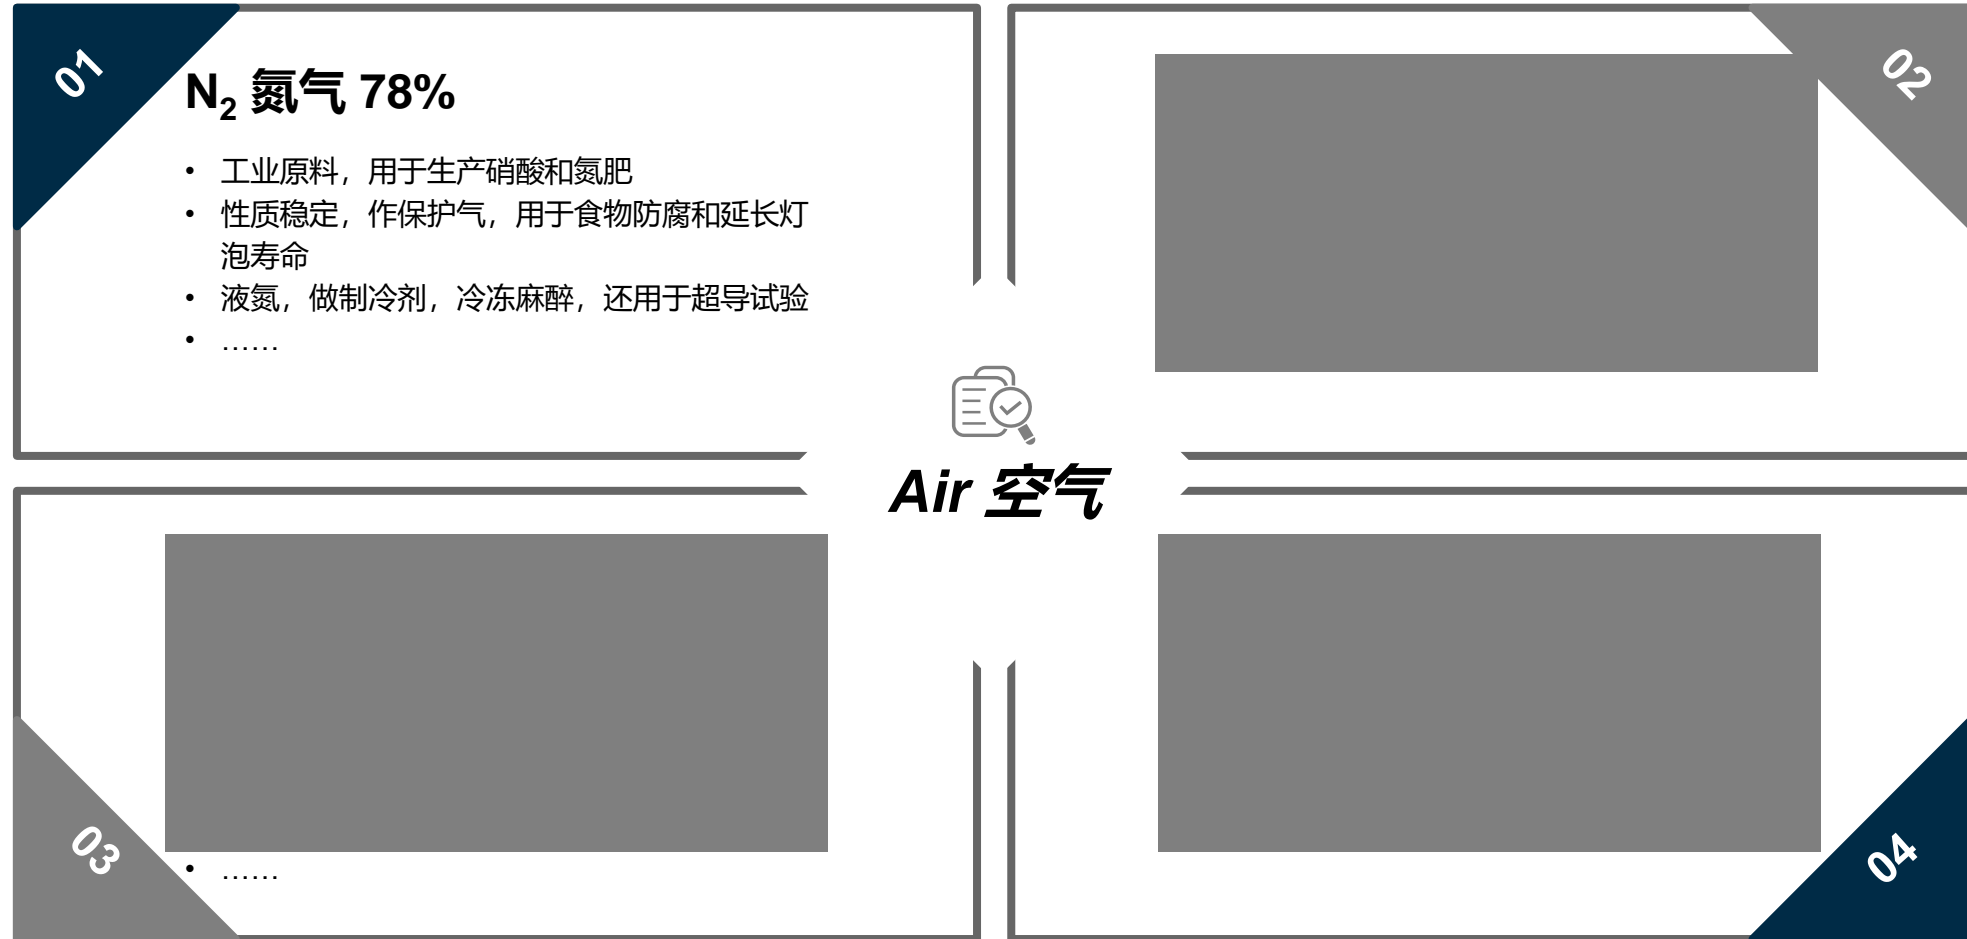 01
N₂ 氮气 78%
• 工业原料，用于生产硝酸和氮肥
• 性质稳定，作保护气，用于食物防腐和延长灯
泡寿命
• 液氮，做制冷剂，冷冻麻醉，还用于超导试验
• ……
02
Air 空气
• ……
03
04